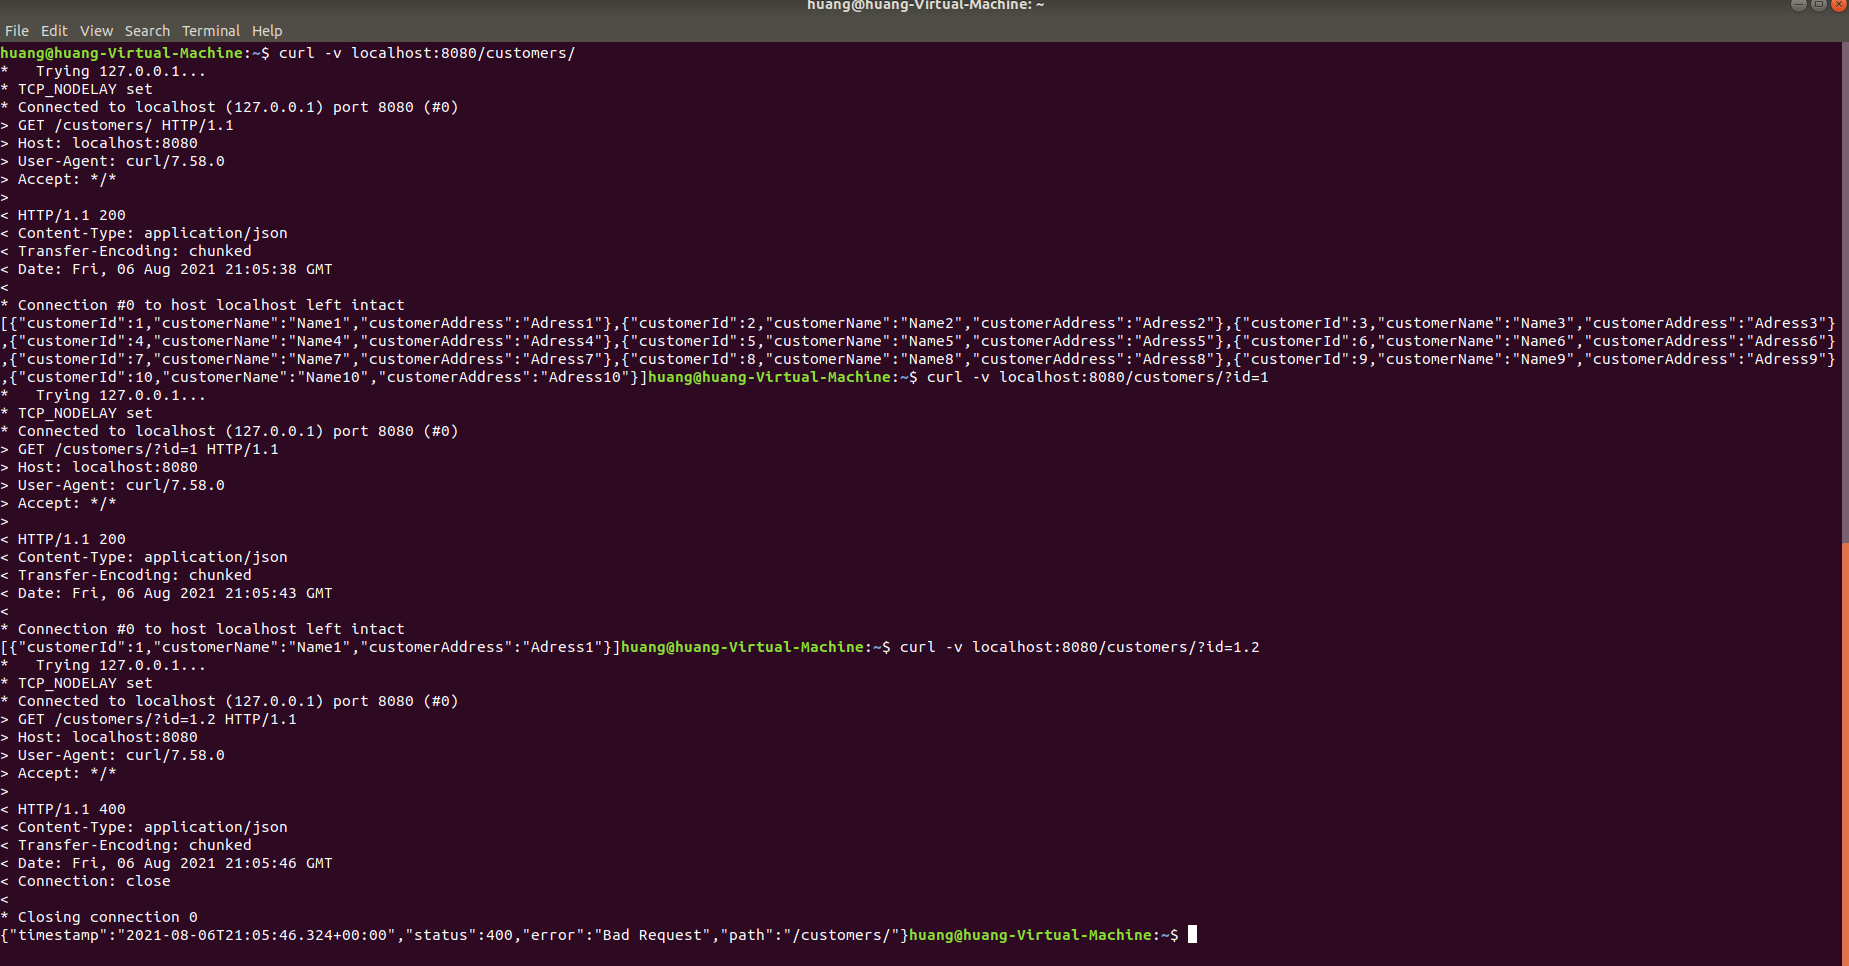 huang@huang-Virtual-Machine: ~
File Edit View Search Terminal Help
huang@huang-Virtual-Machine:~$ curl -v localhost:8080/customers/
*   Trying 127.0.0.1...
* TCP_NODELAY set
* Connected to localhost (127.0.0.1) port 8080 (#0)
> GET /customers/ HTTP/1.1
> Host: localhost:8080
> User-Agent: curl/7.58.0
> Accept: */*
>
< HTTP/1.1 200
< Content-Type: application/json
< Transfer-Encoding: chunked
< Date: Fri, 06 Aug 2021 21:05:38 GMT
<
* Connection #0 to host localhost left intact
[{"customerId":1,"customerName":"Name1","customerAddress":"Adress1"},{"customerId":2,"customerName":"Name2","customerAddress":"Adress2"},{"customerId":3,"customerName":"Name3","customerAddress":"Adress3"}
,{"customerId":4,"customerName":"Name4","customerAddress":"Adress4"},{"customerId":5,"customerName":"Name5","customerAddress":"Adress5"},{"customerId":6,"customerName":"Name6","customerAddress":"Adress6"}
,{"customerId":7,"customerName":"Name7","customerAddress":"Adress7"},{"customerId":8,"customerName":"Name8","customerAddress":"Adress8"},{"customerId":9,"customerName":"Name9","customerAddress":"Adress9"}
,{"customerId":10,"customerName":"Name10","customerAddress":"Adress10"}]huang@huang-Virtual-Machine:~$ curl -v localhost:8080/customers/?id=1
*   Trying 127.0.0.1...
* TCP_NODELAY set
* Connected to localhost (127.0.0.1) port 8080 (#0)
> GET /customers/?id=1 HTTP/1.1
> Host: localhost:8080
> User-Agent: curl/7.58.0
> Accept: */*
>
< HTTP/1.1 200
< Content-Type: application/json
< Transfer-Encoding: chunked
< Date: Fri, 06 Aug 2021 21:05:43 GMT
<
* Connection #0 to host localhost left intact
[{"customerId":1,"customerName":"Name1","customerAddress":"Adress1"}]huang@huang-Virtual-Machine:~$ curl -v localhost:8080/customers/?id=1.2
*   Trying 127.0.0.1...
* TCP_NODELAY set
* Connected to localhost (127.0.0.1) port 8080 (#0)
> GET /customers/?id=1.2 HTTP/1.1
> Host: localhost:8080
> User-Agent: curl/7.58.0
> Accept: */*
>
< HTTP/1.1 400
< Content-Type: application/json
< Transfer-Encoding: chunked
< Date: Fri, 06 Aug 2021 21:05:46 GMT
< Connection: close
<
* Closing connection 0
{"timestamp":"2021-08-06T21:05:46.324+00:00","status":400,"error":"Bad Request","path":"/customers/"}huang@huang-Virtual-Machine:~$